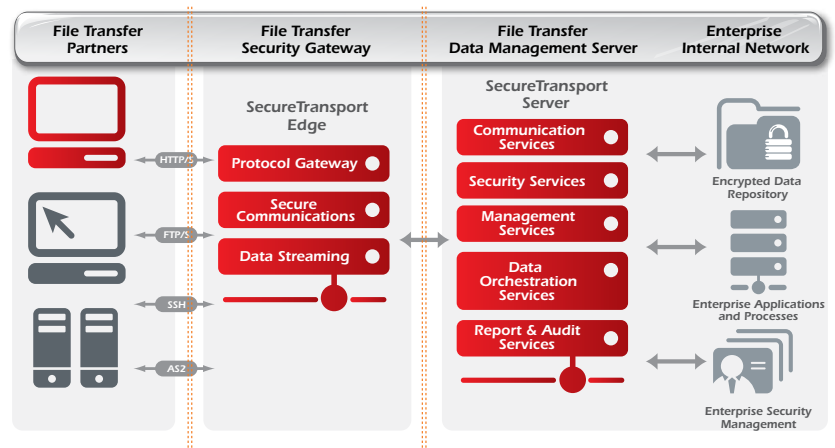 File Transfer
Partners
File Transfer
Security Gateway
File Transfer
Data Management Server
Enterprise
Internal Network
HTTP/S
FTP/S
SSH
AS2
SecureTransport
Edge
Protocol Gateway
Secure
Communications
Data Streaming
SecureTransport
Server
Communication
Services
Security Services
Management
Services
Data
Orchestration
Services
Report & Audit
Services
Encrypted Data
Repository
Enterprise Applications
and Processes
Enterprise Security
Management